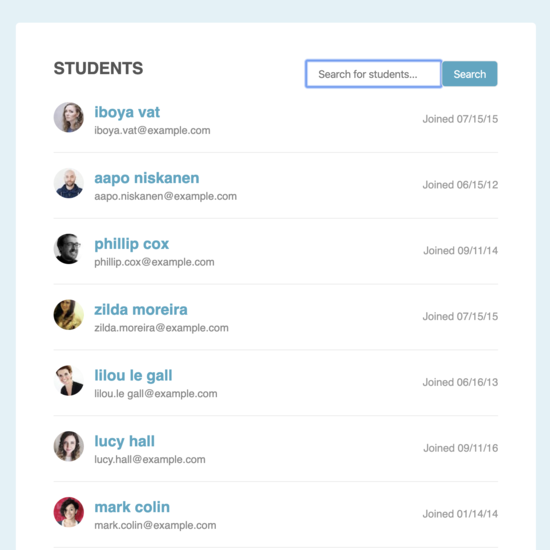 STUDENTS
Search for students...
Search
iboya vat
iboya.vat@example.com
Joined 07/15/15
aapo niskanen
aapo.niskanen@example.com
Joined 06/15/12
phillip cox
phillip.cox@example.com
Joined 09/11/14
zilda moreira
zilda.moreira@example.com
Joined 07/15/15
lilou le gall
lilou.le gall@example.com
Joined 06/16/13
lucy hall
lucy.hall@example.com
Joined 09/11/16
mark colin
mark.colin@example.com
Joined 01/14/14